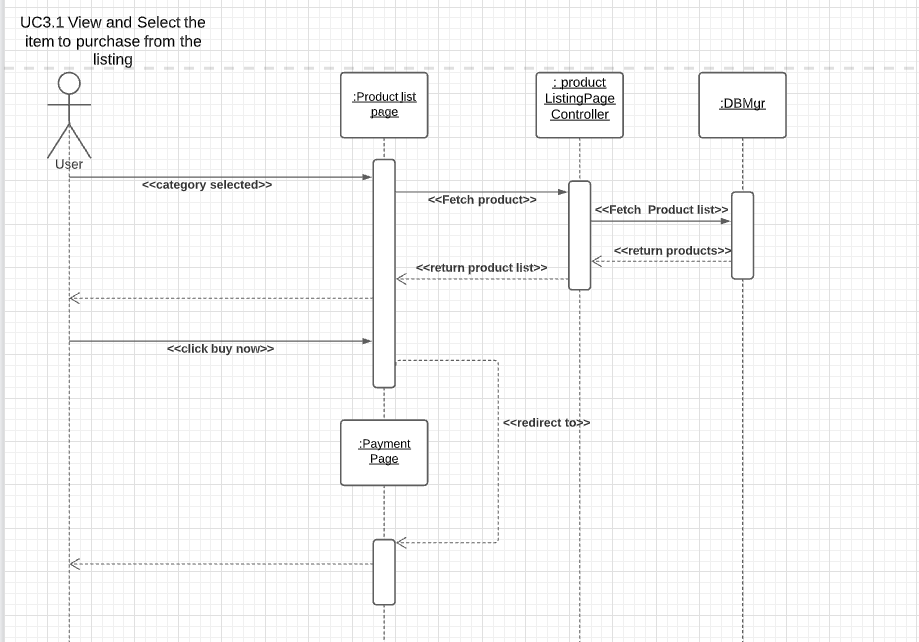 UC3.1 View and Select the
item to purchase from the
listing
:Product list
page
: product
ListingPage
Controller
:DBMgr
User
<<category selected>>
<<Fetch product>>
<<Fetch Product list>>
<<return products>>
<<return product list>>
<<click buy now>>
<<redirect to>>
:Payment
Page